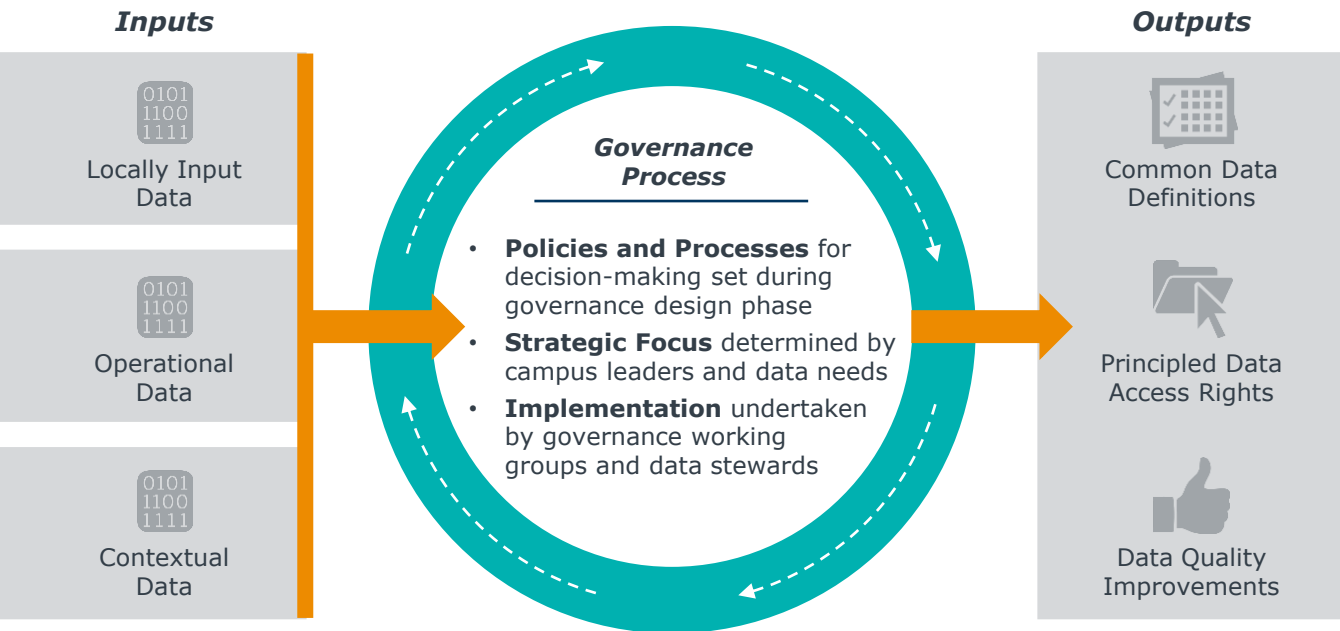 Inputs
0101
1100
1111
Locally Input
Data
0101
1100
1111
Operational
Data
0101
1100
1111
Contextual
Data
Governance
Process
• Policies and Processes for
decision-making set during
governance design phase
• Strategic Focus determined by
campus leaders and data needs
• Implementation undertaken
by governance working
groups and data stewards
Outputs
Common Data
Definitions
Principled Data
Access Rights
Data Quality
Improvements